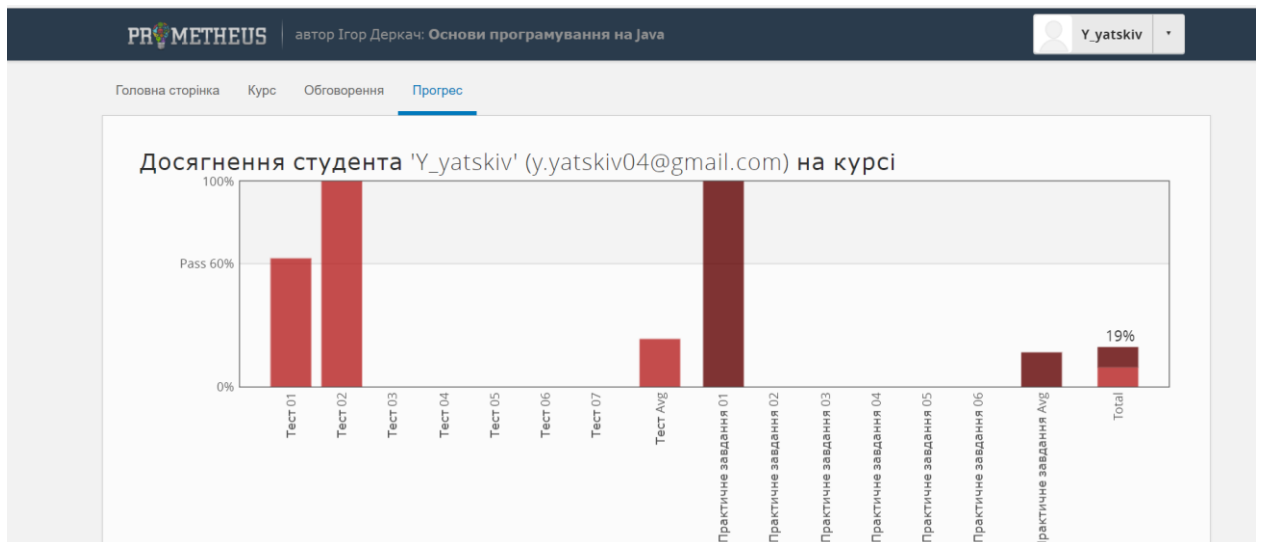 PROMETHEUS автор Ігор Деркач: Основи програмування на Java Y_yatskiv
Головна сторінка Курс Обговорення Прогрес
Досягнення студента 'Y_yatskiv' (y.yatskiv04@gmail.com) на курсі
100%
Pass 60%
19%
0%
Тест 01
Тест 02
Тест 03
Тест 04
Тест 05
Тест 06
Тест 07
Тест Avg
Практичне завдання 01
Практичне завдання 02
Практичне завдання 03
Практичне завдання 04
Практичне завдання 05
Практичне завдання 06
Практичне завдання Avg
Total